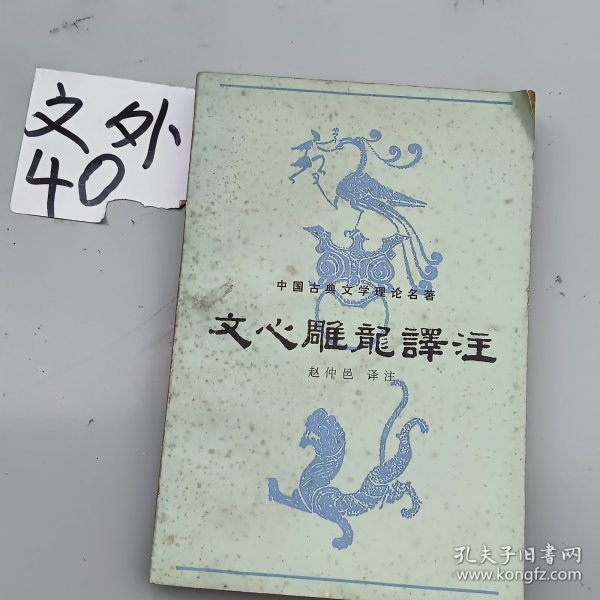 文外
40
中国古典文学理论名著
文心雕龍譯注
赵仲邑 译注
孔夫子旧书网
www.kongfz.com